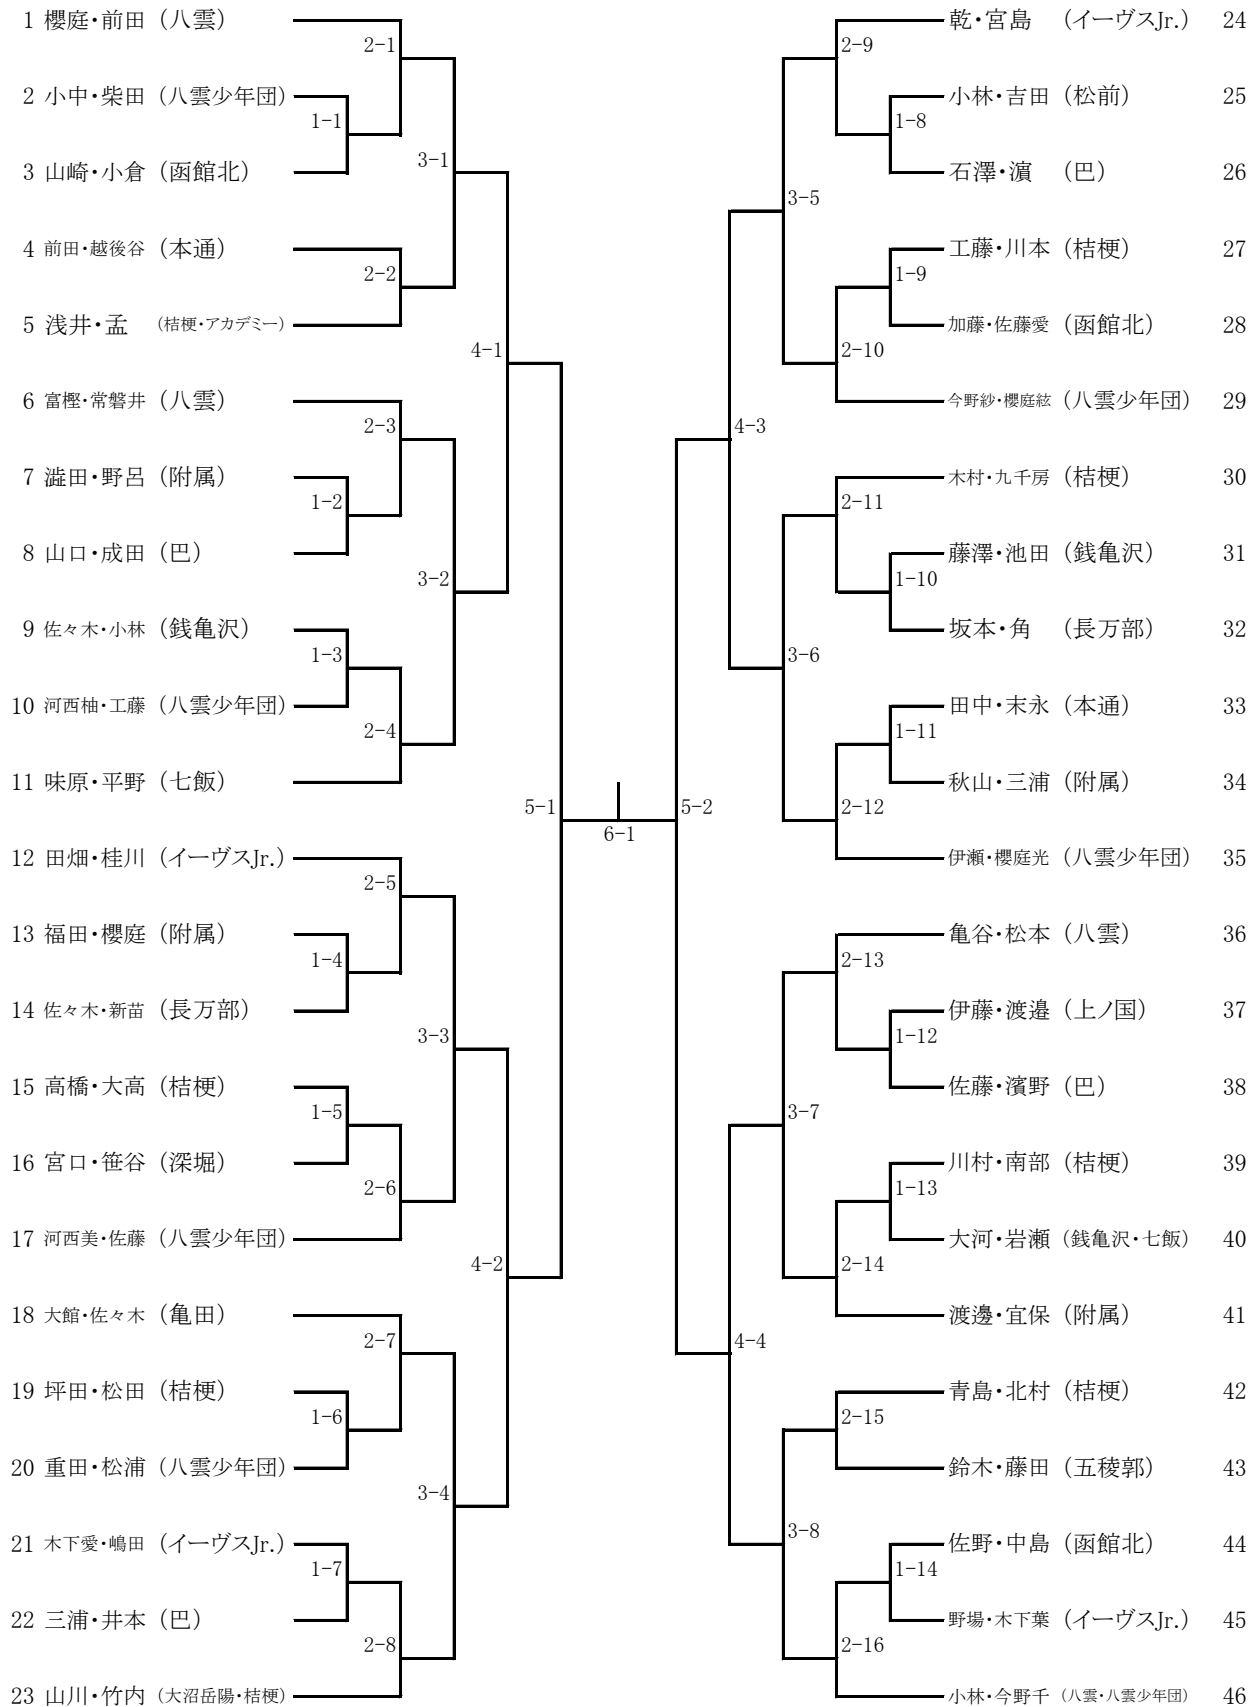 1 櫻庭・前田 (八雲)
2-1
2 小中・柴田 (八雲少年団)
1-1
3 山崎・小倉 (函館北)
3-1
4 前田・越後谷 (本通)
2-2
5 浅井・孟 (桔梗・アカデミー)
4-1
6 富樫・常磐井 (八雲)
2-3
7 澁田・野呂 (附属)
1-2
8 山口・成田 (巴)
3-2
9 佐々木・小林 (銭亀沢)
1-3
10 河西柚・工藤 (八雲少年団)
2-4
11 味原・平野 (七飯)
5-1
12 田畑・桂川 (イーヴスJr.)
2-5
13 福田・櫻庭 (附属)
1-4
14 佐々木・新苗 (長万部)
3-3
15 高橋・大高 (桔梗)
1-5
16 宮口・笹谷 (深堀)
2-6
17 河西美・佐藤 (八雲少年団)
4-2
18 大館・佐々木 (亀田)
2-7
19 坪田・松田 (桔梗)
1-6
20 重田・松浦 (八雲少年団)
3-4
21 木下愛・嶋田 (イーヴスJr.)
1-7
22 三浦・井本 (巴)
2-8
23 山川・竹内 (大沼岳陽・桔梗)
6-1
乾・宮島 (イーヴスJr.) 24
2-9
小林・吉田 (松前) 25
1-8
石澤・濵 (巴) 26
3-5
工藤・川本 (桔梗) 27
1-9
加藤・佐藤愛 (函館北) 28
2-10
今野紗・櫻庭絃 (八雲少年団) 29
4-3
木村・九千房 (桔梗) 30
2-11
藤澤・池田 (銭亀沢) 31
1-10
坂本・角 (長万部) 32
3-6
田中・末永 (本通) 33
1-11
秋山・三浦 (附属) 34
2-12
5-2
伊瀬・櫻庭光 (八雲少年団) 35
亀谷・松本 (八雲) 36
2-13
伊藤・渡邉 (上ノ国) 37
1-12
佐藤・濱野 (巴) 38
3-7
川村・南部 (桔梗) 39
1-13
大河・岩瀬 (銭亀沢・七飯) 40
2-14
渡邊・宜保 (附属) 41
4-4
青島・北村 (桔梗) 42
2-15
鈴木・藤田 (五稜郭) 43
3-8
佐野・中島 (函館北) 44
1-14
野場・木下葉 (イーヴスJr.) 45
2-16
小林・今野千 (八雲・八雲少年団) 46